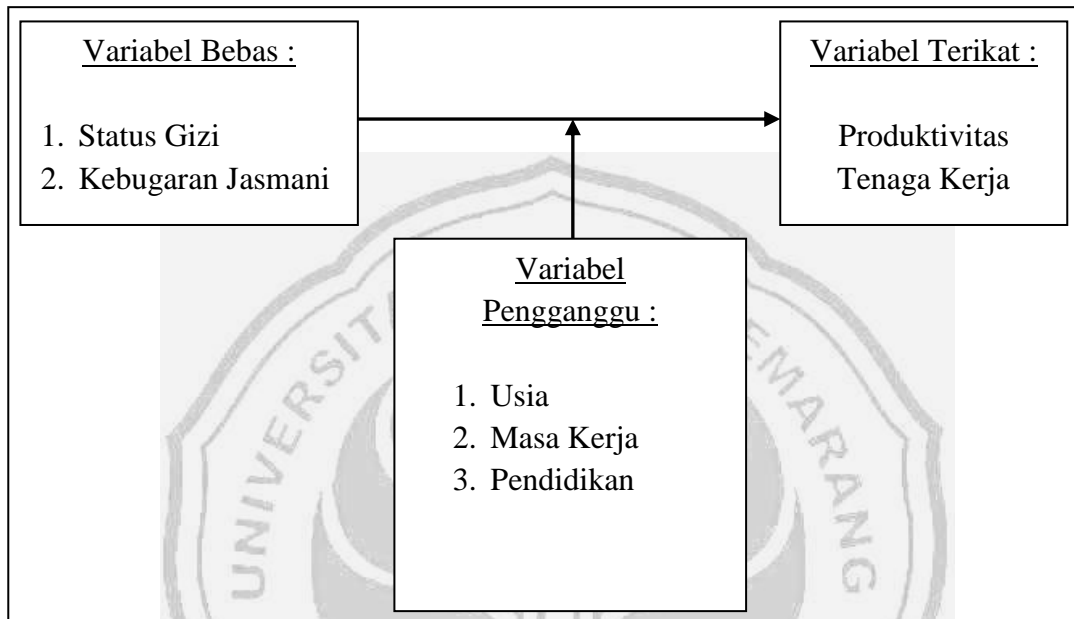 Variabel Bebas :
1. Status Gizi
2. Kebugaran Jasmani
Variabel Terikat :
Produktivitas
Tenaga Kerja
Variabel
Pengganggu :
1. Usia
2. Masa Kerja
3. Pendidikan